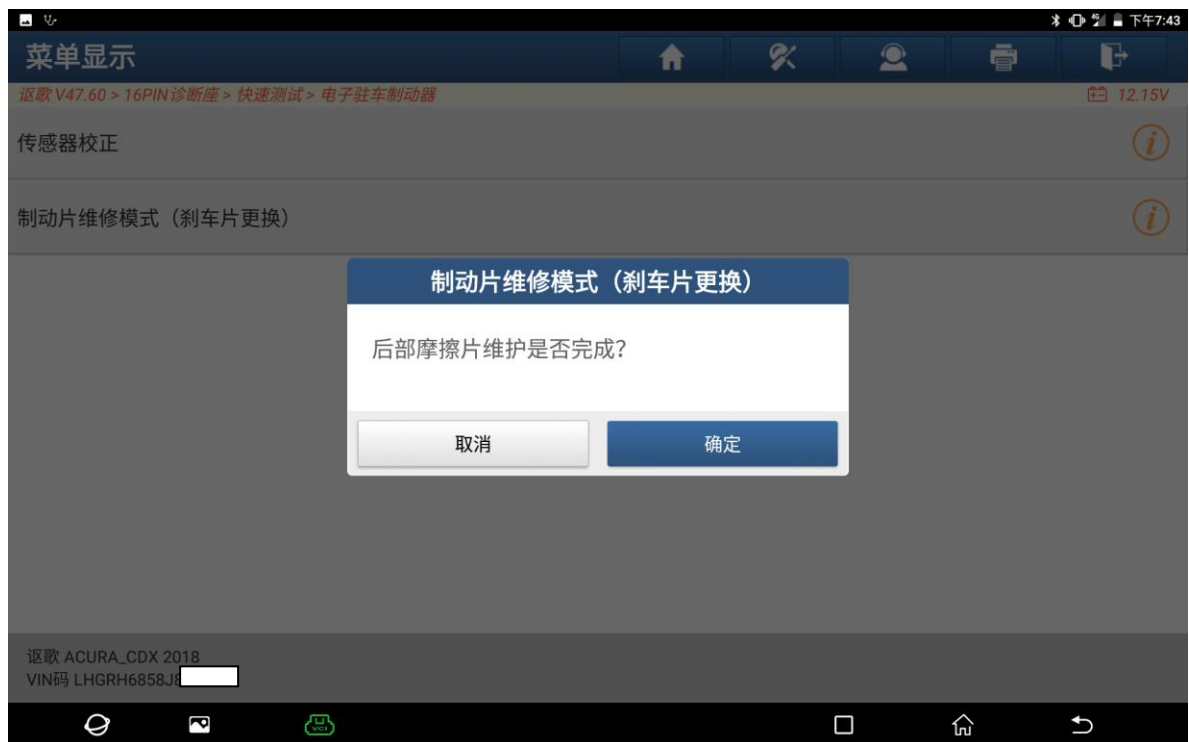 下午7:43
菜单显示
讴歌 V47.60 > 16PIN诊断座 > 快速测试 > 电子驻车制动器
12.15V
传感器校正
i
制动片维修模式（刹车片更换）
i
制动片维修模式（刹车片更换）
后部摩擦片维护是否完成？
取消
确定
讴歌 ACURA_CDX 2018
VIN码 LHGRH6858J
VCI